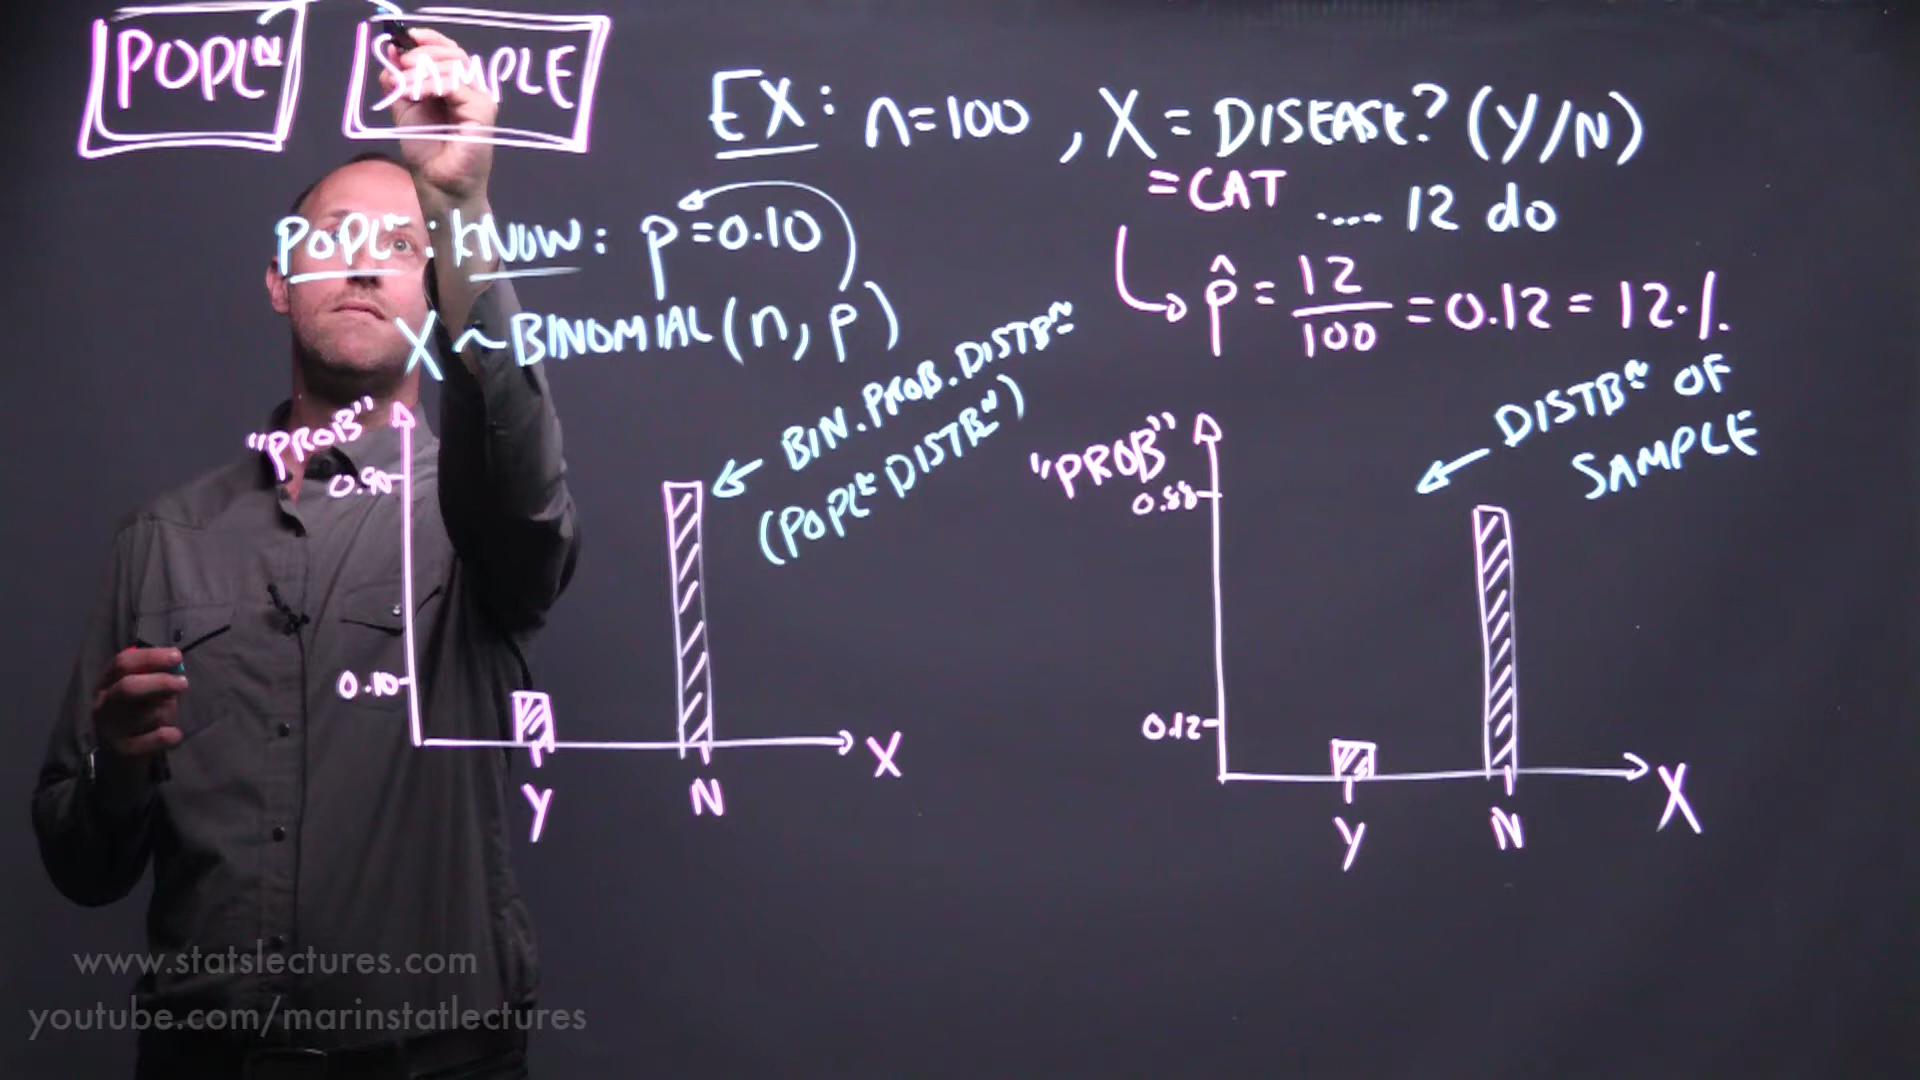 POPLᴺ
SAMPLE
EX: n=100, X = DISEASE? (Y/N)
= CAT .... 12 do
POPLᴺ: KNOW: p=0.10
p̂ = 12/100 = 0.12 = 12%
X ~ BINOMIAL (n, p)
BIN. PROB. DISTBᴺ
(POPLᴺ DISTBᴺ)
"PROB"
0.90
0.10
Y N X
DISTBᴺ OF
SAMPLE
"PROB"
0.88
0.12
Y N X
www.statslectures.com
youtube.com/marinstatlectures